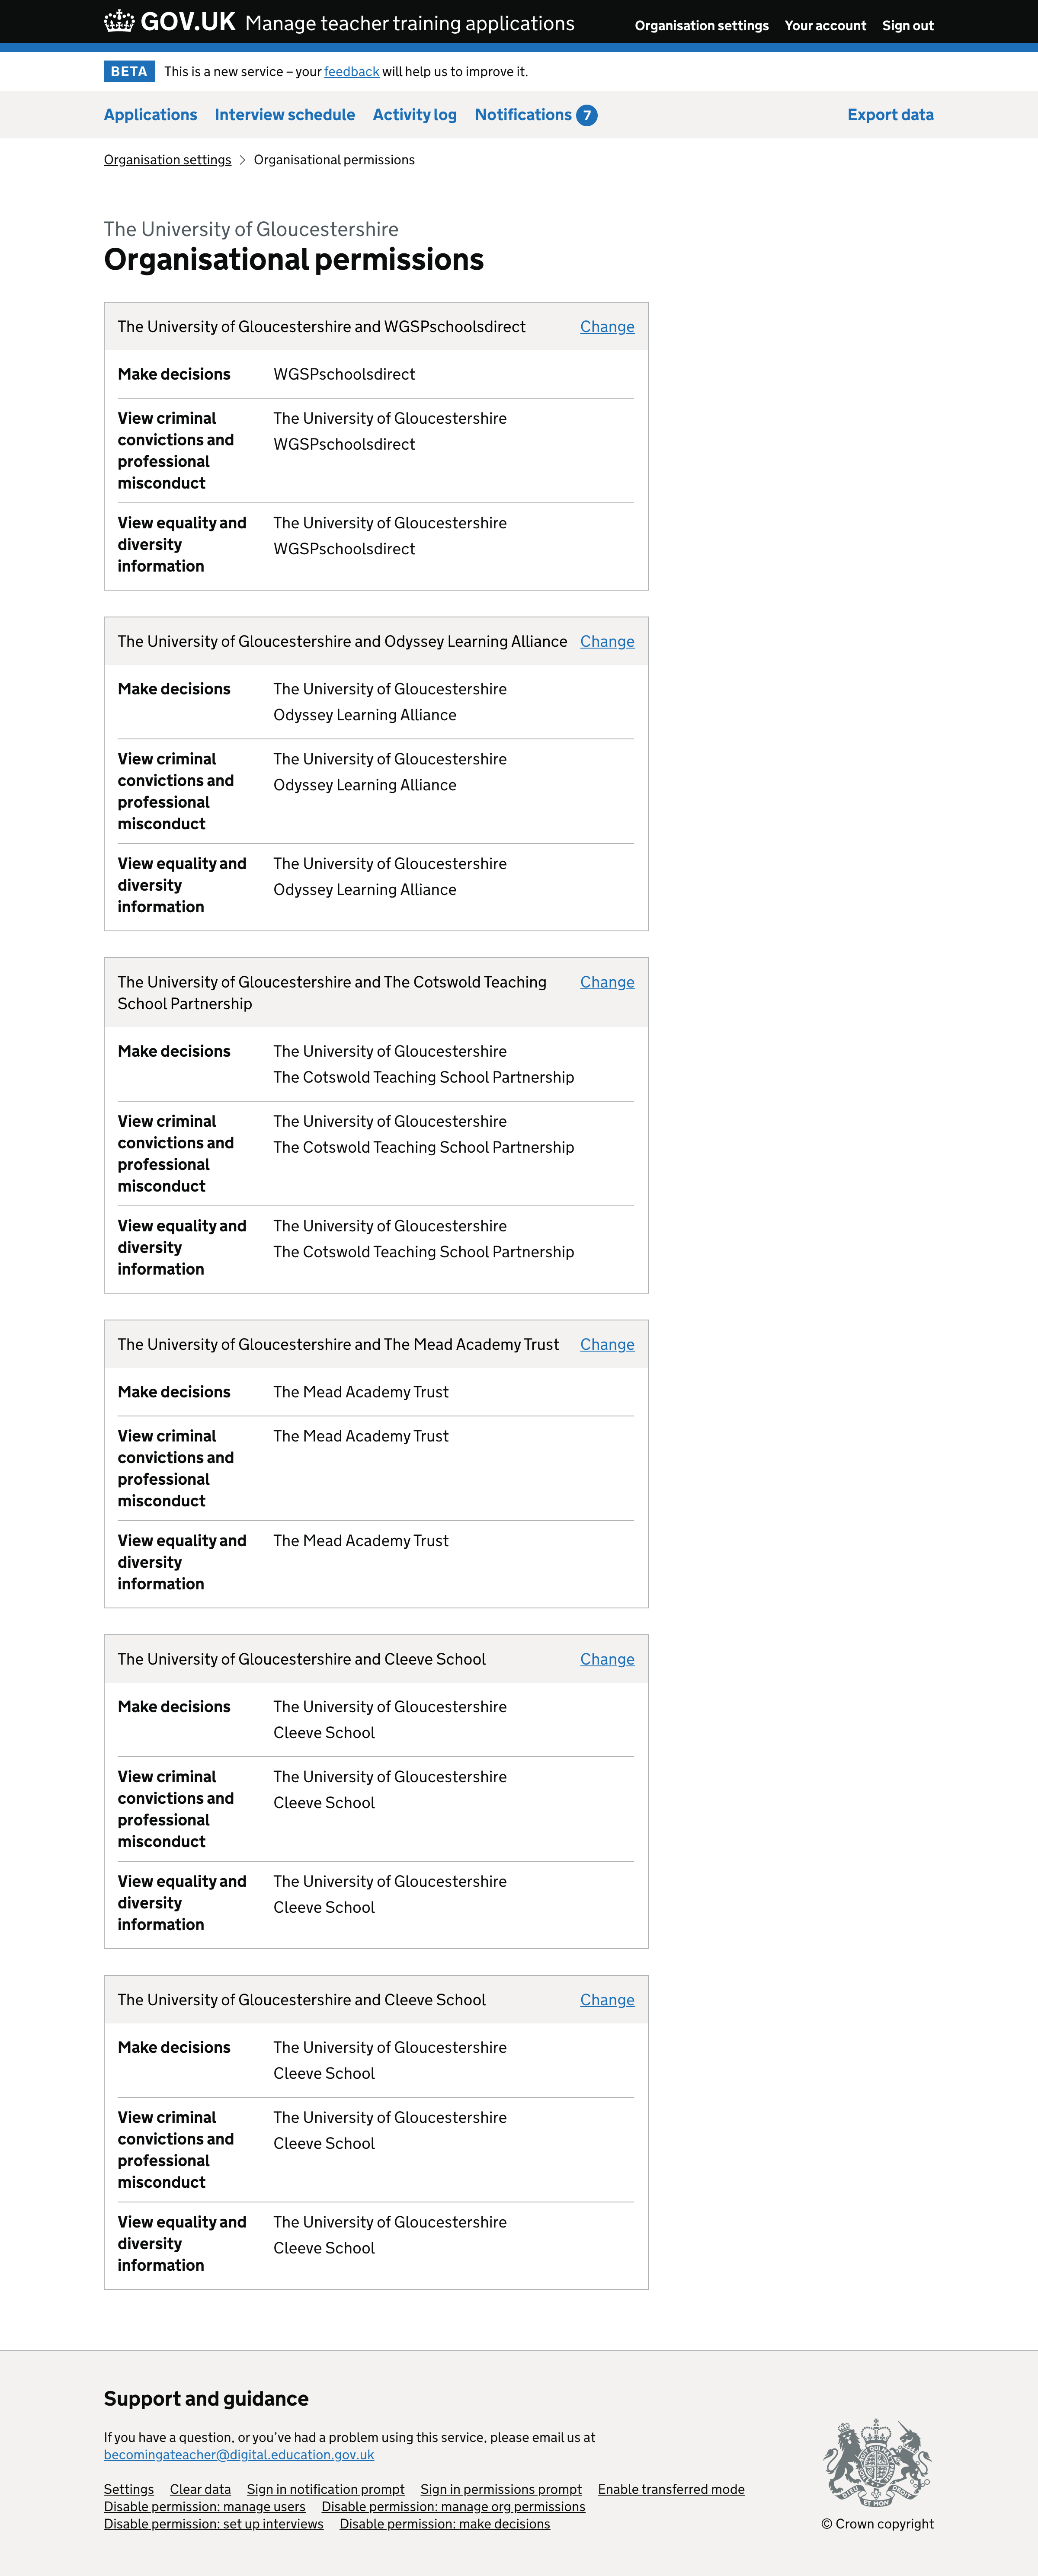 GOV.UK Manage teacher training applications
Organisation settings Your account Sign out
BETA This is a new service – your feedback will help us to improve it.
Applications Interview schedule Activity log Notifications 7 Export data
Organisation settings Organisational permissions
The University of Gloucestershire
Organisational permissions
The University of Gloucestershire and WGSPschoolsdirect Change
Make decisions WGSPschoolsdirect
View criminal convictions and professional misconduct
The University of Gloucestershire
WGSPschoolsdirect
View equality and diversity information
The University of Gloucestershire
WGSPschoolsdirect
The University of Gloucestershire and Odyssey Learning Alliance Change
Make decisions
The University of Gloucestershire
Odyssey Learning Alliance
View criminal convictions and professional misconduct
The University of Gloucestershire
Odyssey Learning Alliance
View equality and diversity information
The University of Gloucestershire
Odyssey Learning Alliance
The University of Gloucestershire and The Cotswold Teaching School Partnership Change
Make decisions
The University of Gloucestershire
The Cotswold Teaching School Partnership
View criminal convictions and professional misconduct
The University of Gloucestershire
The Cotswold Teaching School Partnership
View equality and diversity information
The University of Gloucestershire
The Cotswold Teaching School Partnership
The University of Gloucestershire and The Mead Academy Trust Change
Make decisions The Mead Academy Trust
View criminal convictions and professional misconduct
The Mead Academy Trust
View equality and diversity information
The Mead Academy Trust
The University of Gloucestershire and Cleeve School Change
Make decisions
The University of Gloucestershire
Cleeve School
View criminal convictions and professional misconduct
The University of Gloucestershire
Cleeve School
View equality and diversity information
The University of Gloucestershire
Cleeve School
The University of Gloucestershire and Cleeve School Change
Make decisions
The University of Gloucestershire
Cleeve School
View criminal convictions and professional misconduct
The University of Gloucestershire
Cleeve School
View equality and diversity information
The University of Gloucestershire
Cleeve School
Support and guidance
If you have a question, or you’ve had a problem using this service, please email us at
becomingateacher@digital.education.gov.uk
Settings Clear data Sign in notification prompt Sign in permissions prompt Enable transferred mode
Disable permission: manage users Disable permission: manage org permissions
Disable permission: set up interviews Disable permission: make decisions
© Crown copyright